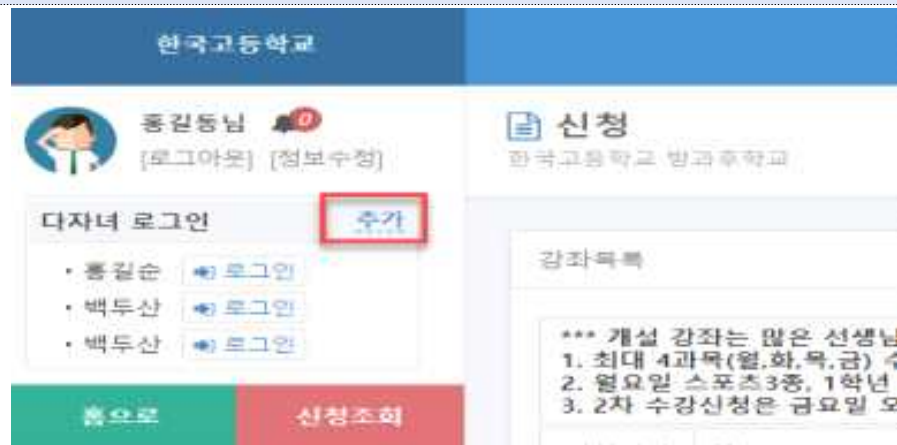 한국고등학교
홍길동님 0
[로그아웃] [정보수정]
다자녀 로그인 추가
• 홍길순 로그인
• 백두산 로그인
• 백두산 로그인
홈으로 신청조회
신청
한국고등학교 방과후학교
강좌목록
*** 개설 강좌는 많은 선생님
1. 최대 4과목(월,화,목,금) 수
2. 월요일 스포츠3종, 1학년
3. 2차 수강신청은 금요일 오